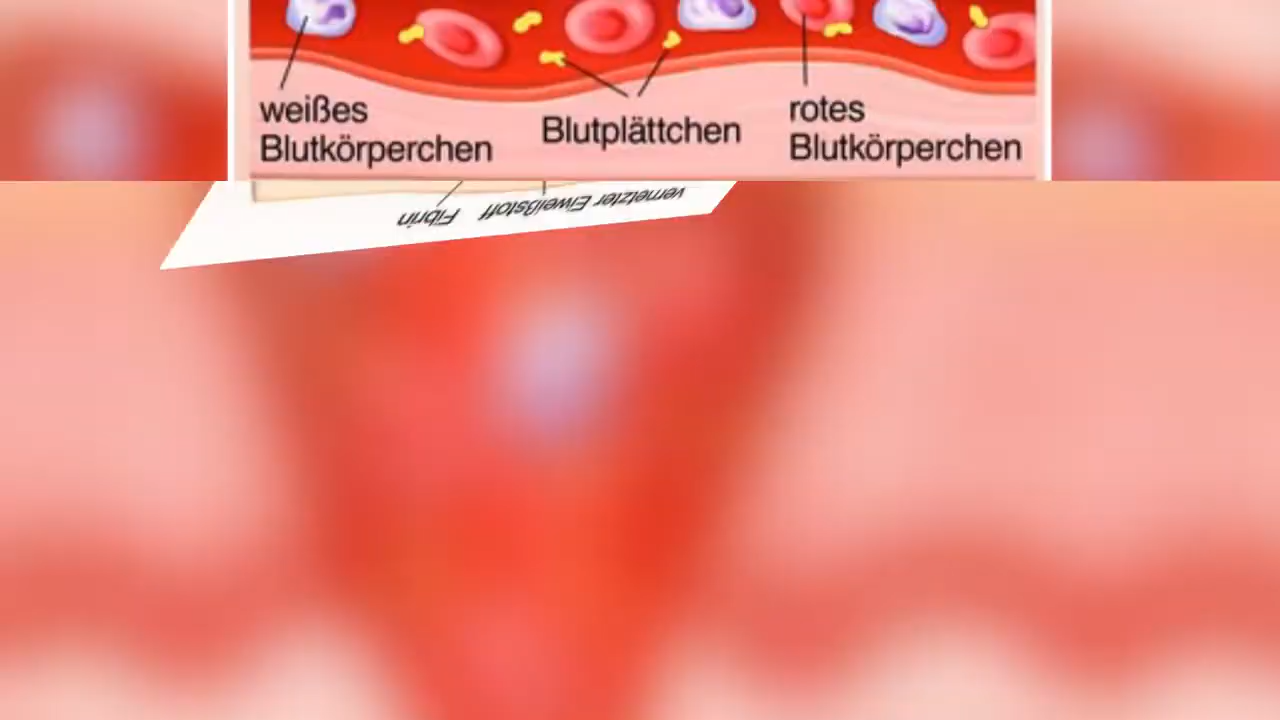 weißes
Blutkörperchen
Blutplättchen
rotes
Blutkörperchen
Fibrin
vernetzter Eiweißstoff